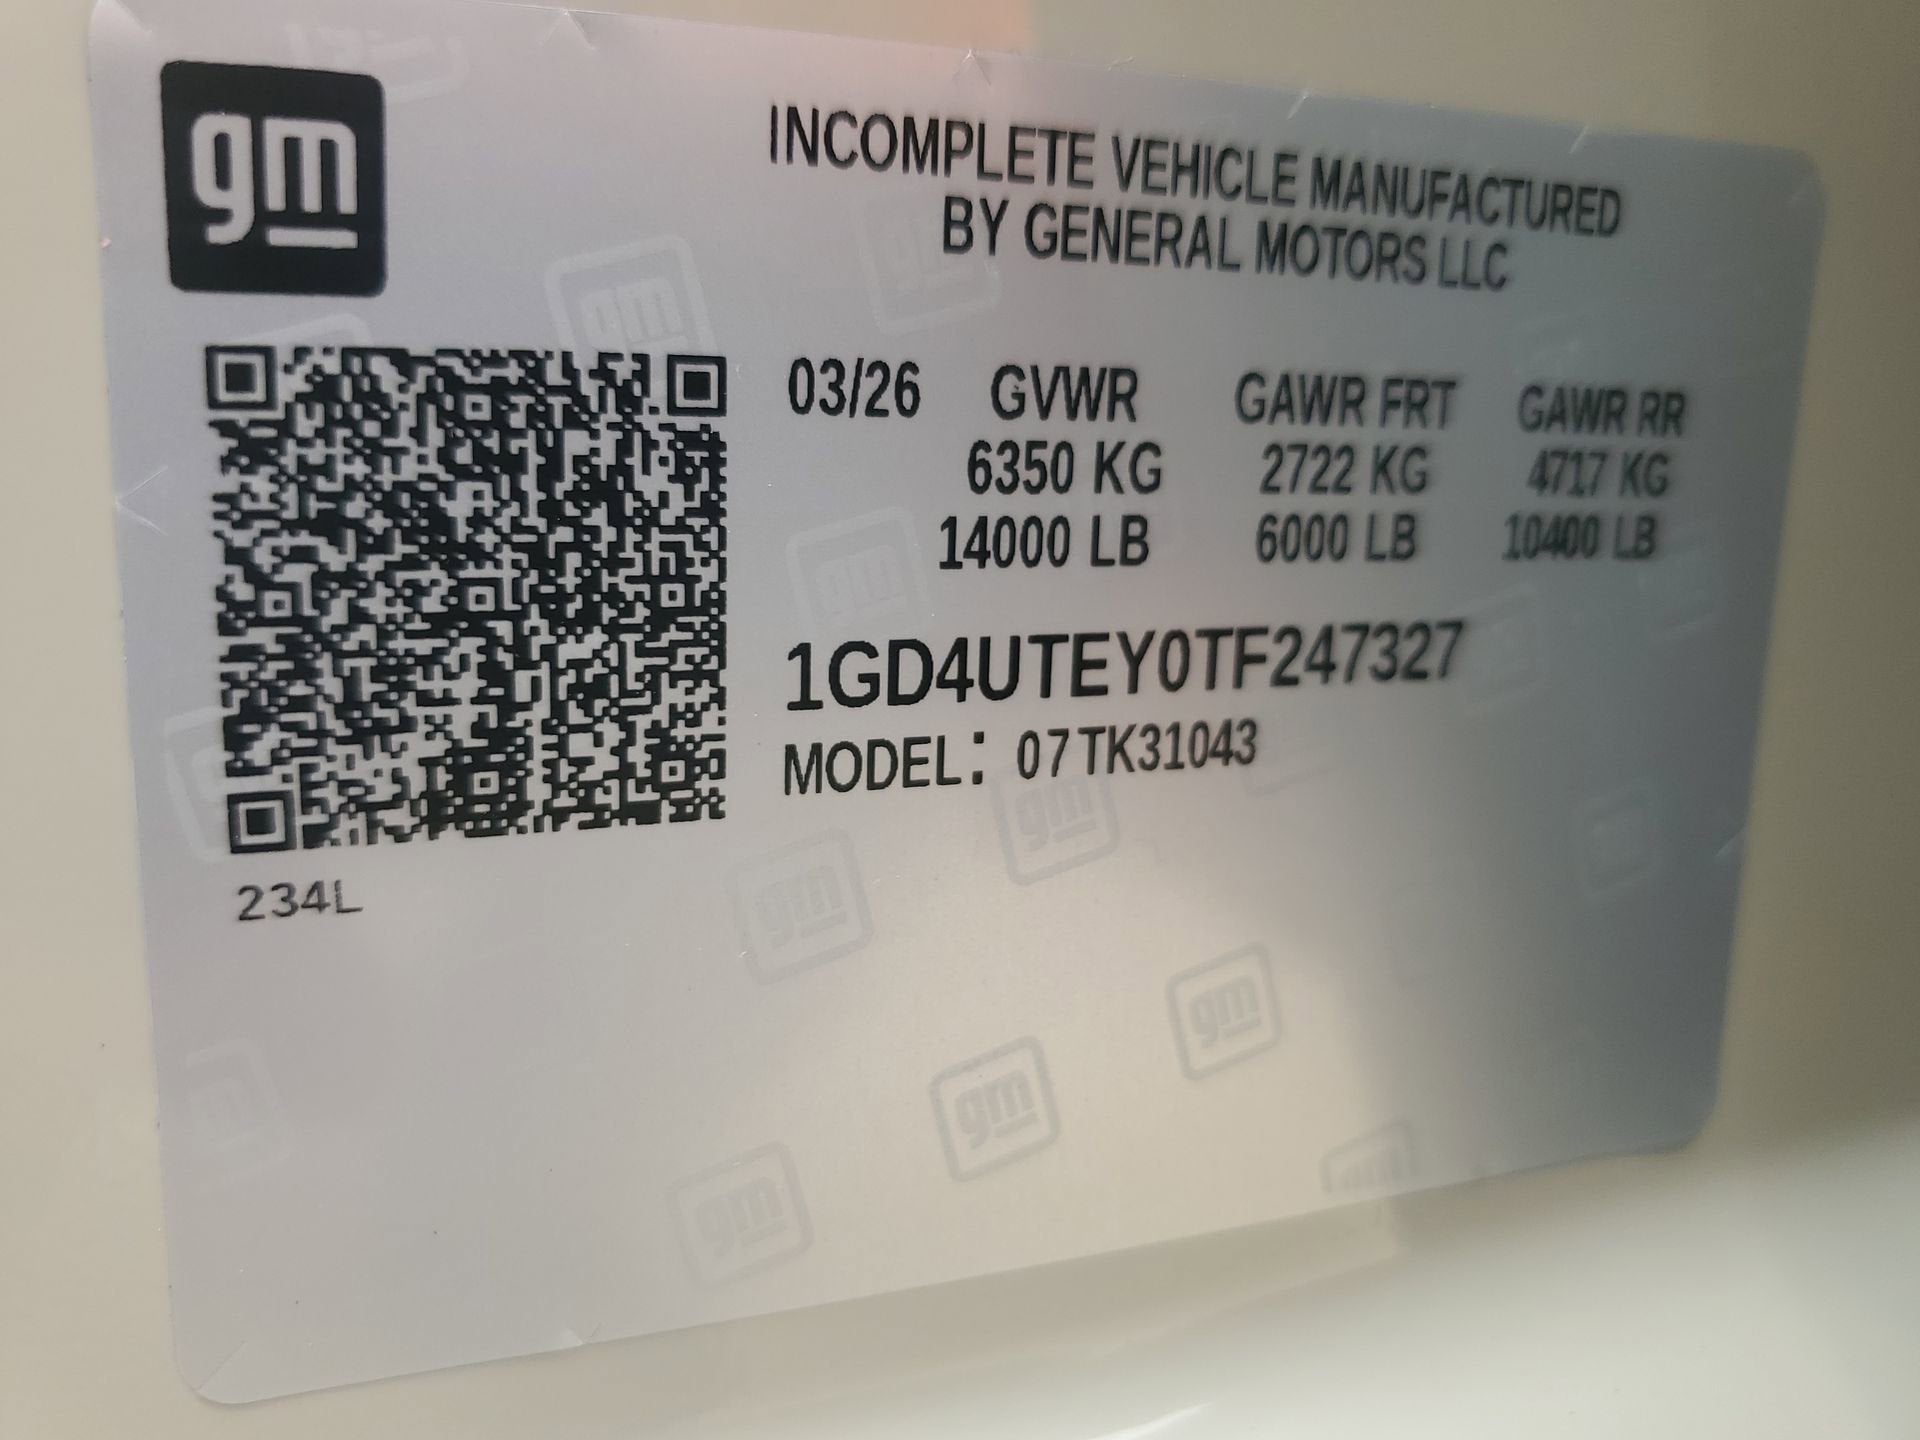 gm
INCOMPLETE VEHICLE MANUFACTURED
BY GENERAL MOTORS LLC
03/26 GVWR GAWR FRT GAWR RR
6350 KG 2722 KG 4717 KG
14000 LB 6000 LB 10400 LB
1GD4UTEY0TF247327
MODEL: 07TK31043
234L